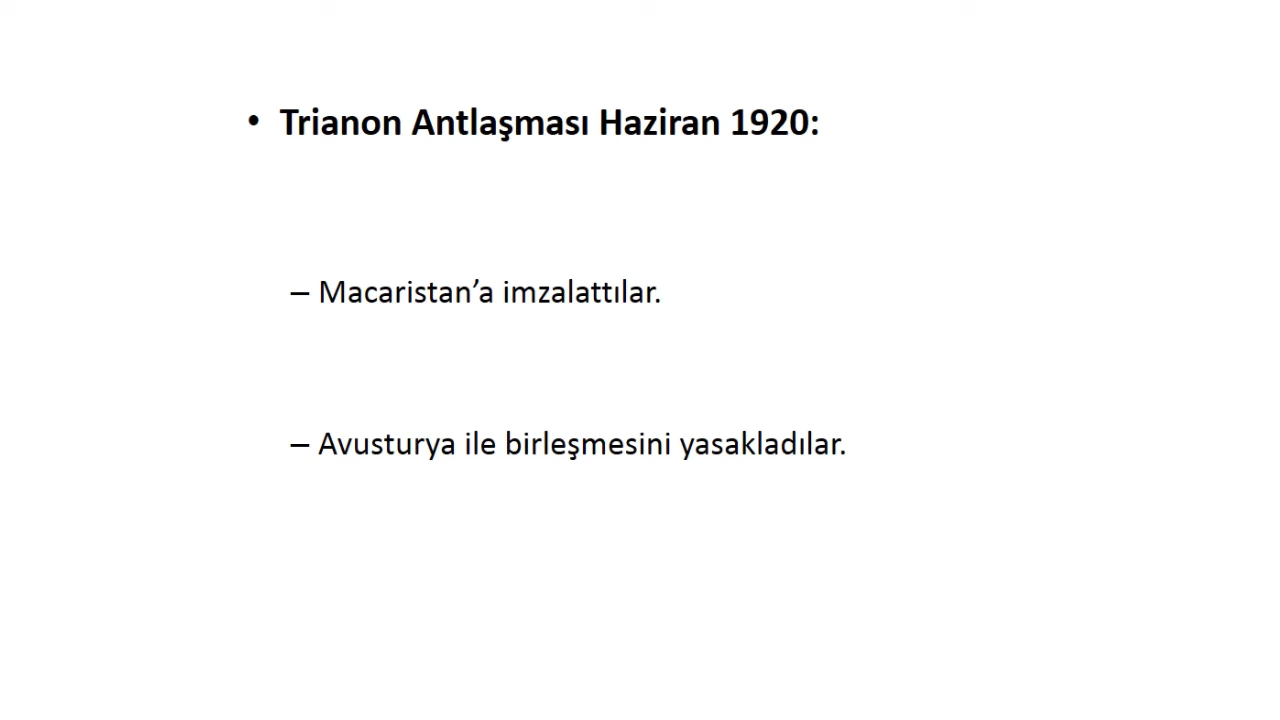 • Trianon Antlaşması Haziran 1920:
– Macaristan’a imzalattılar.
– Avusturya ile birleşmesini yasakladılar.